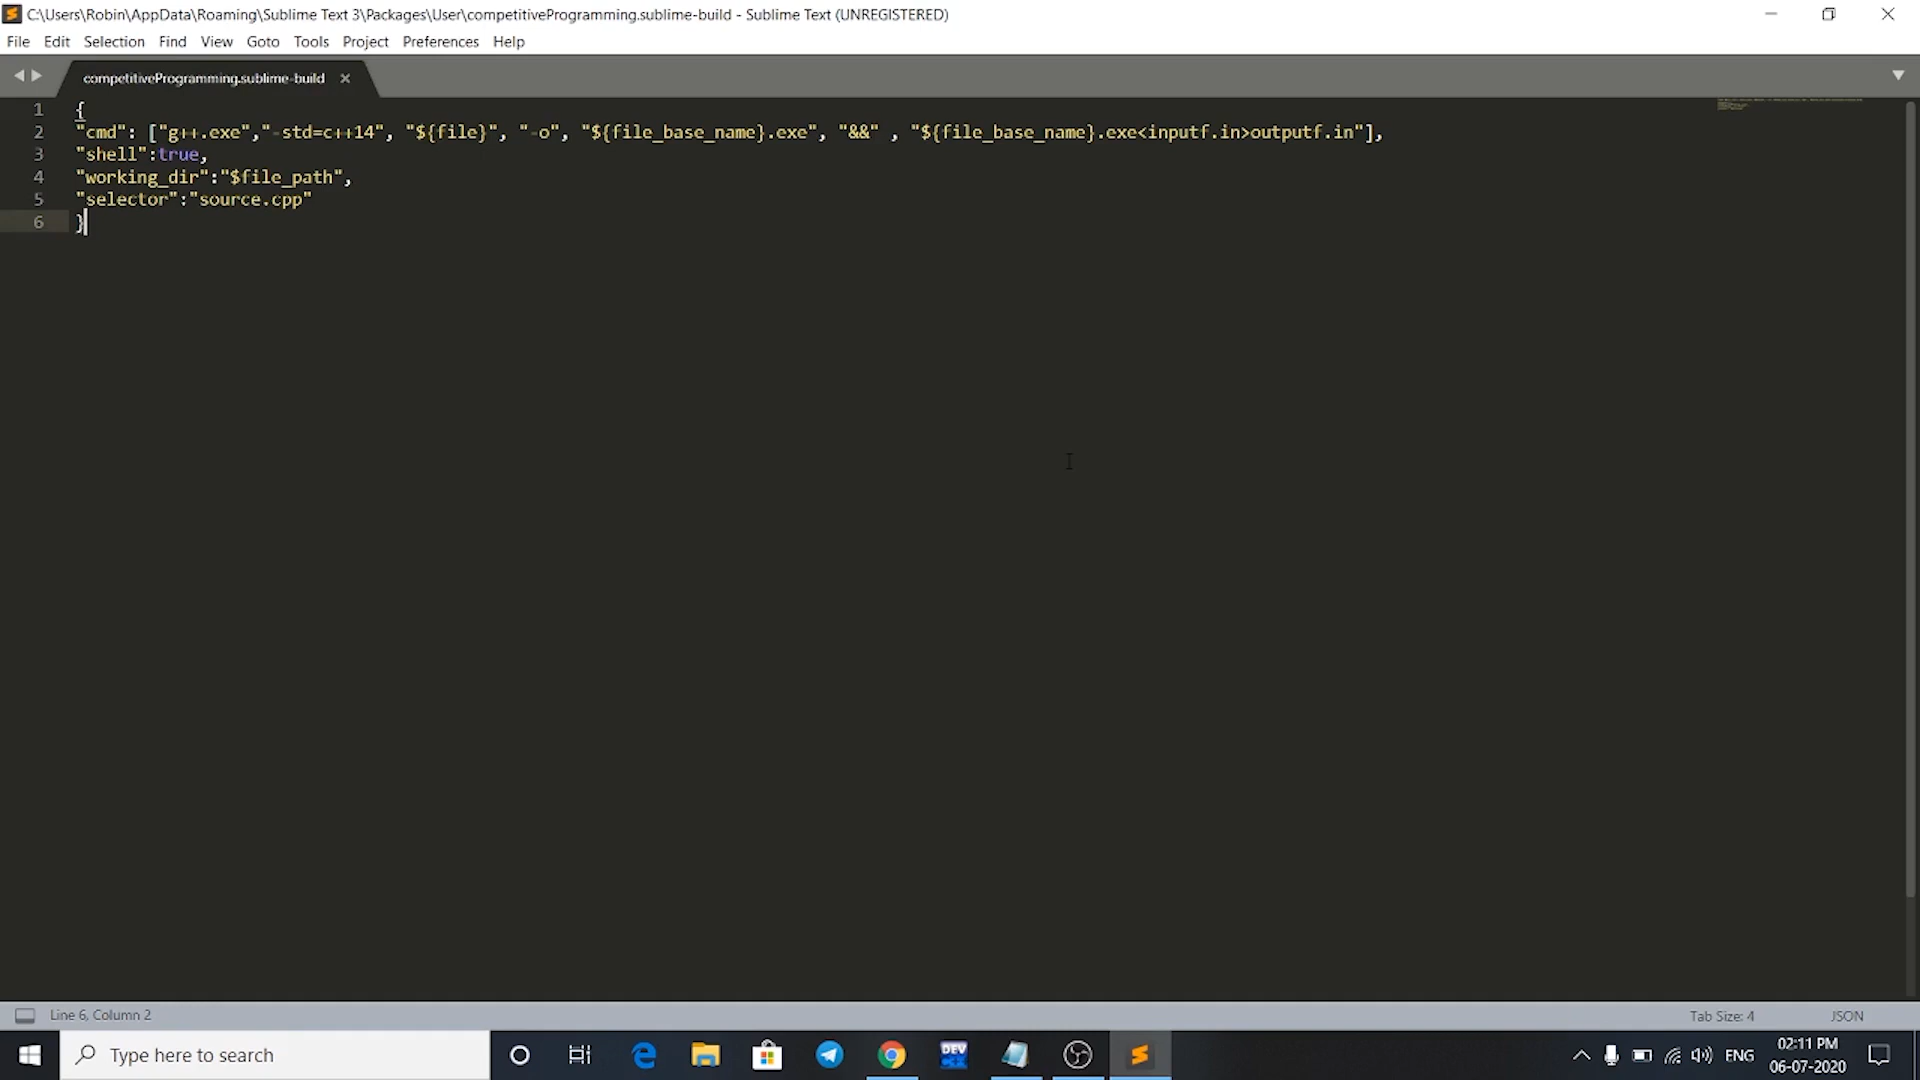 C:\Users\Robin\AppData\Roaming\Sublime Text 3\Packages\User\competitiveProgramming.sublime-build - Sublime Text (UNREGISTERED)
File Edit Selection Find View Goto Tools Project Preferences Help
competitiveProgramming.sublime-build
1 {
2 "cmd": ["g++.exe","-std=c++14", "${file}", "-o", "${file_base_name}.exe", "&&" , "${file_base_name}.exe<inputf.in>outputf.in"],
3 "shell":true,
4 "working_dir":"$file_path",
5 "selector":"source.cpp"
6 }
Line 6, Column 2 Tab Size: 4 JSON
Type here to search
DEV
ENG
02:11 PM
06-07-2020